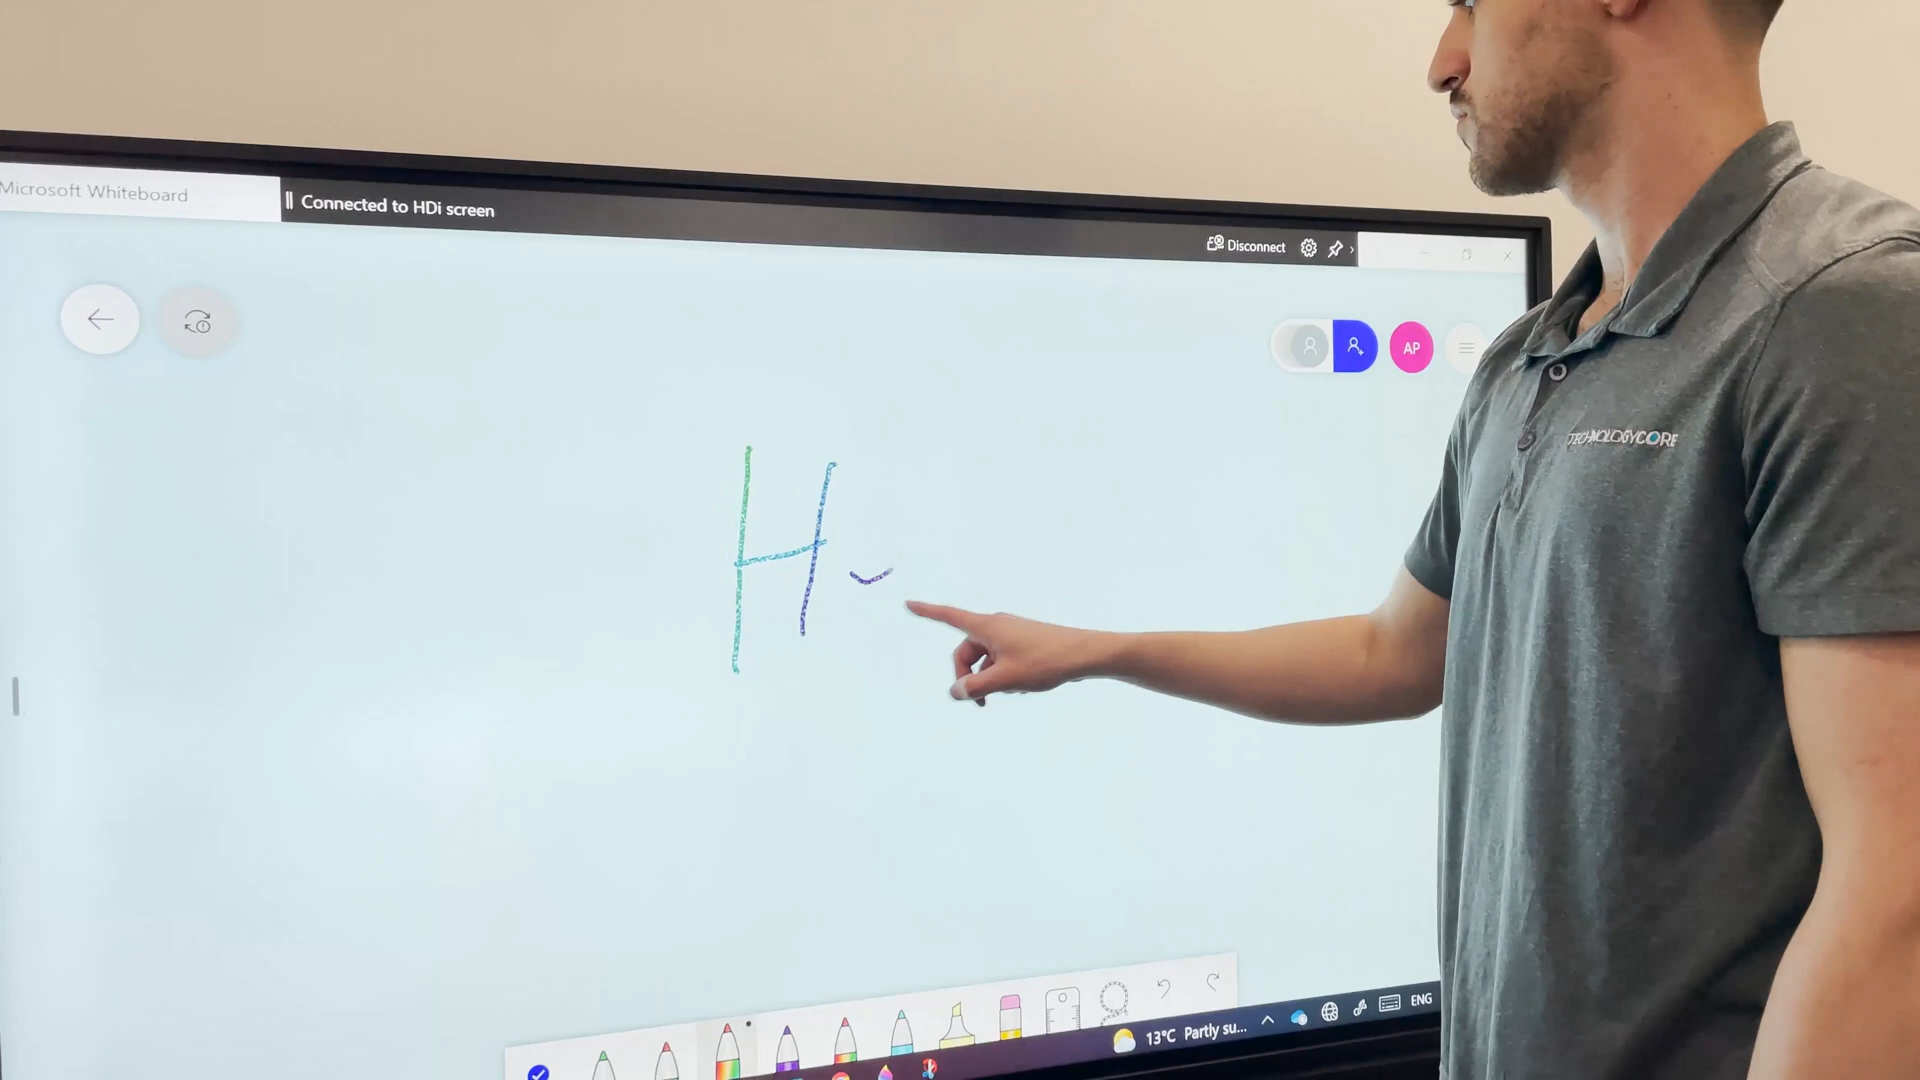 Microsoft Whiteboard
Connected to HDi screen
Disconnect
AP
TECHNOLOGYCORE
H
13°C Partly su...
ENG